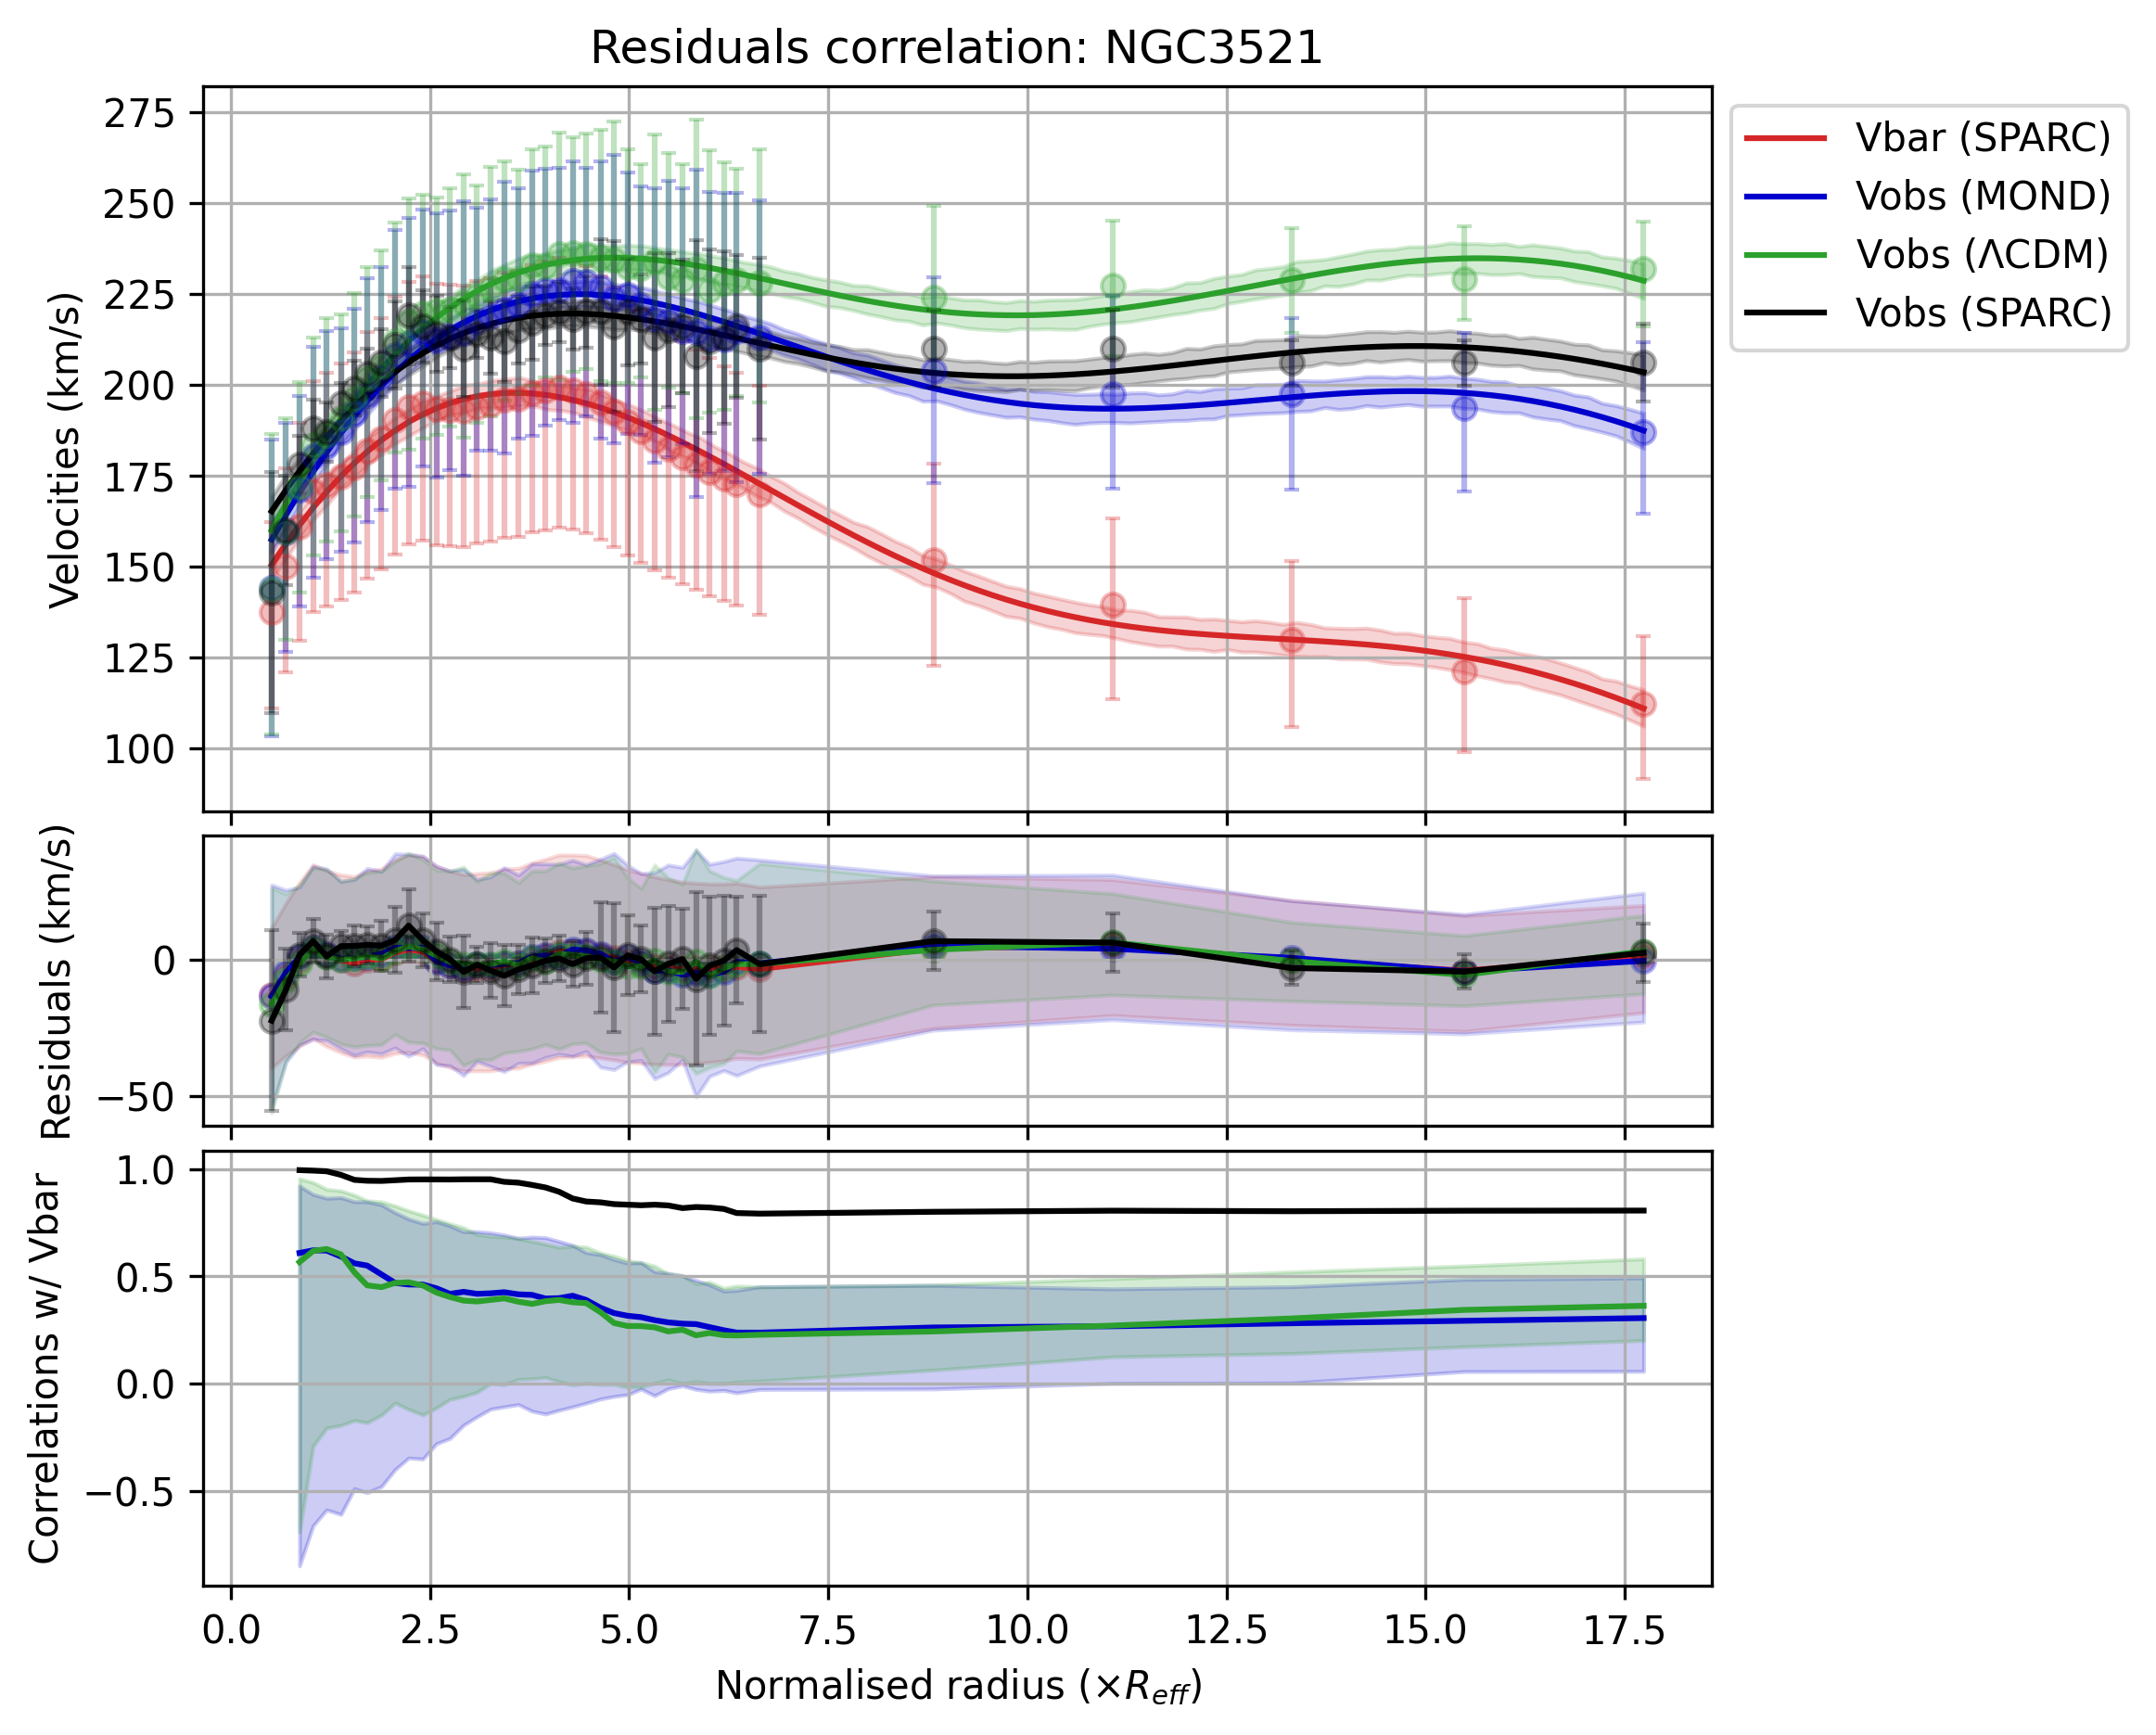 Residuals correlation: NGC3521
275
250
225
200
175
150
125
100
Velocities (km/s)
Vbar (SPARC)
Vobs (MOND)
Vobs (ΛCDM)
Vobs (SPARC)
0
−50
Residuals (km/s)
1.0
0.5
0.0
−0.5
Correlations w/ Vbar
0.0 2.5 5.0 7.5 10.0 12.5 15.0 17.5
Normalised radius (×R_eff)